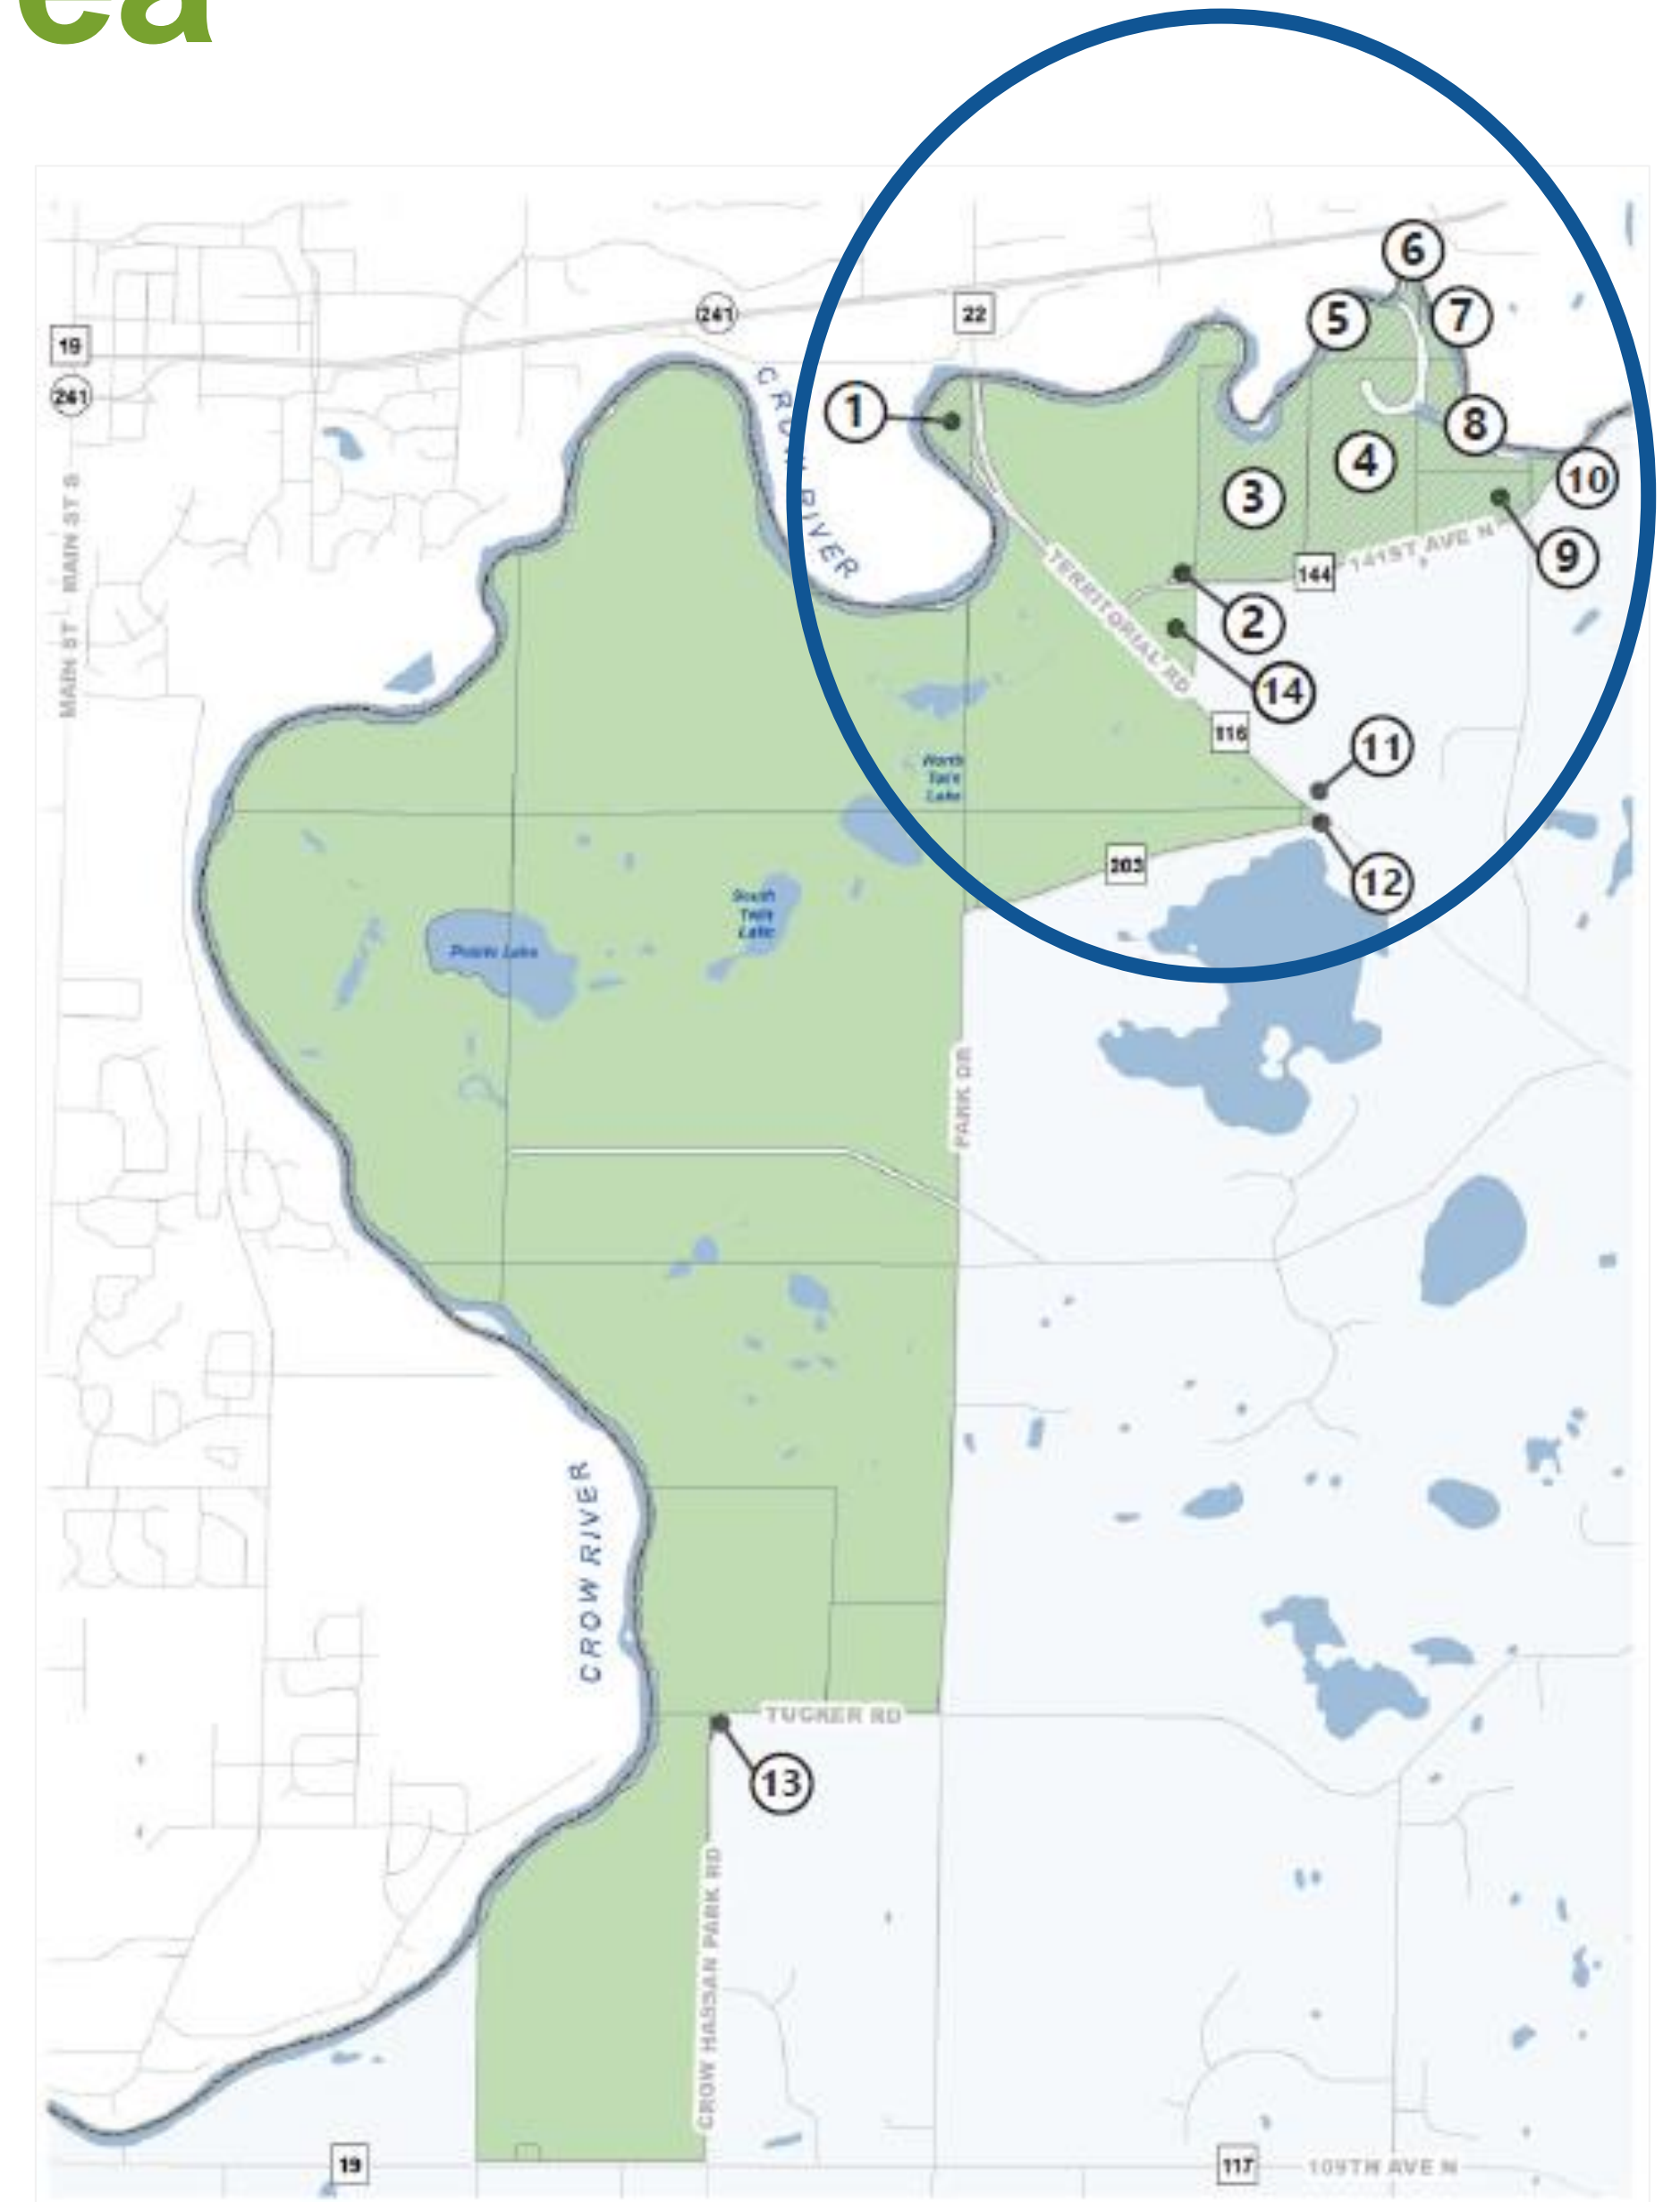 ea
6
241
22
5
7
19
CROW RIVER
241
1
8
4
10
3
MAIN ST
MAIN ST S
141ST AVE N
9
144
TERRITORIAL RD
2
14
116
11
North
Twin
Lake
203
12
South
Twin
Lake
Prairie Lake
PARK DR
CROW RIVER
TUCKER RD
13
CROW HASSAN PARK RD
19
117
109TH AVE N